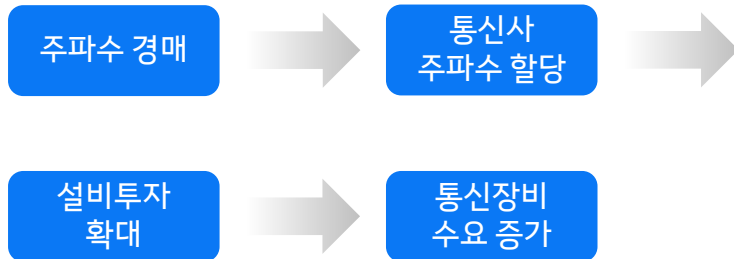 주파수 경매
통신사
주파수 할당
설비투자
확대
통신장비
수요 증가